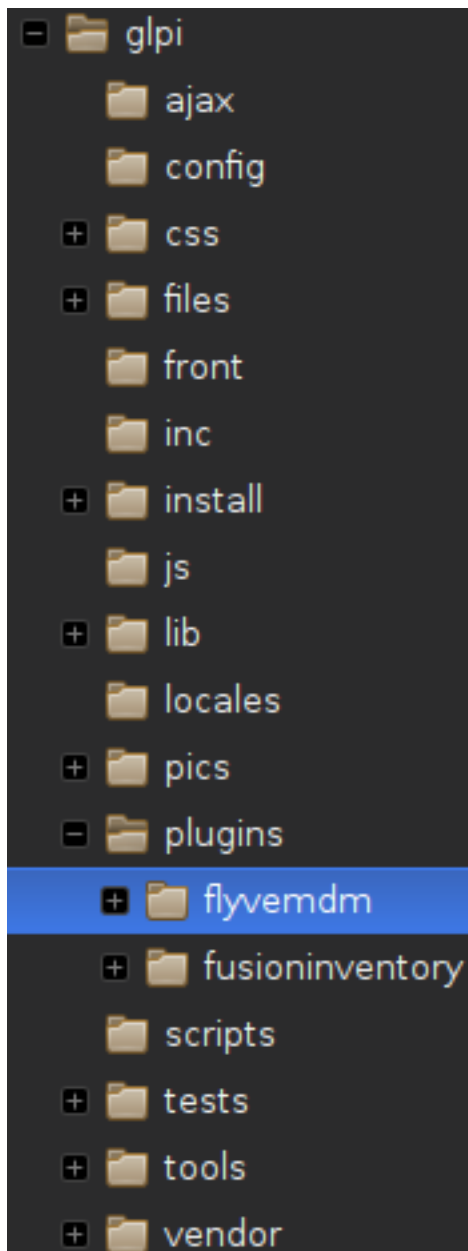 glpi
ajax
config
css
files
front
inc
install
js
lib
locales
pics
plugins
flyvemdm
fusioninventory
scripts
tests
tools
vendor